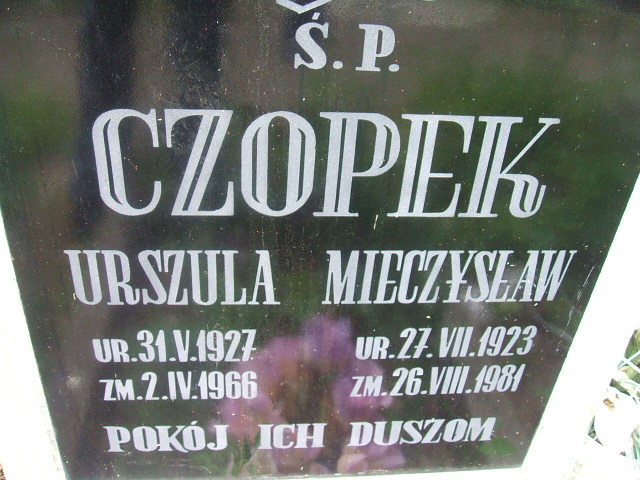 Ś.P.
CZOPEK
URSZULA MIECZYSŁAW
UR.31.V.1927 UR.27.VII.1923
ZM.2.IV.1966 ZM.26.VIII.1981
POKÓJ ICH DUSZOM